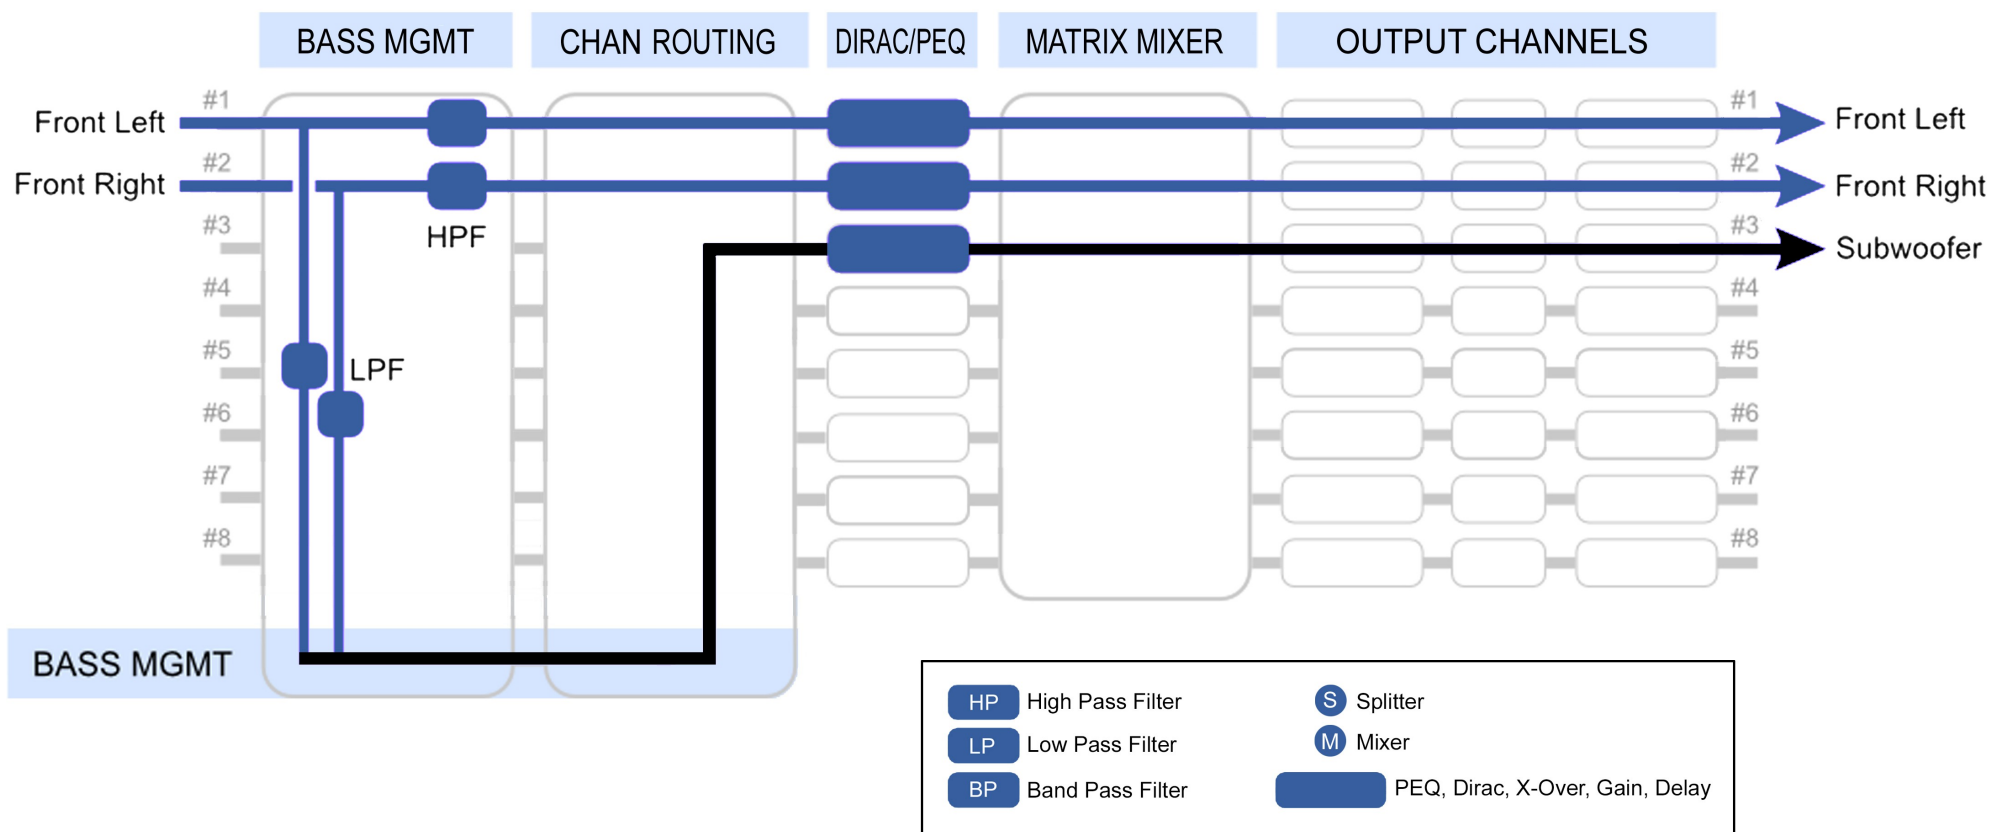 BASS MGMT CHAN ROUTING DIRAC/PEQ MATRIX MIXER OUTPUT CHANNELS
#1 #1
Front Left Front Left
#2 #2
Front Right Front Right
#3 #3
HPF Subwoofer
#4 #4
#5 #5
LPF
#6 #6
#7 #7
#8 #8
BASS MGMT
HP High Pass Filter S Splitter
LP Low Pass Filter M Mixer
BP Band Pass Filter PEQ, Dirac, X-Over, Gain, Delay